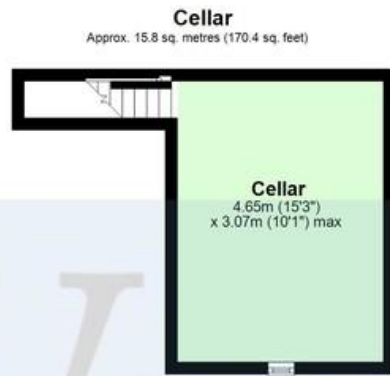 Cellar
Approx. 15.8 sq. metres (170.4 sq. feet)
Cellar
4.65m (15'3")
x 3.07m (10'1") max